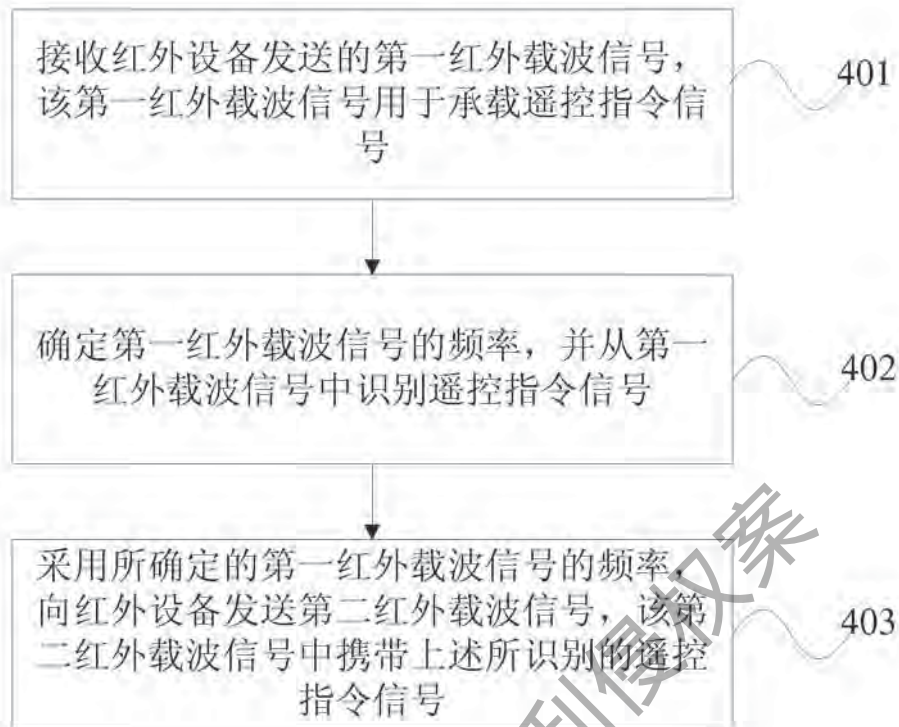 接收红外设备发送的第一红外载波信号，
该第一红外载波信号用于承载遥控指令信
号
401
确定第一红外载波信号的频率，并从第一
红外载波信号中识别遥控指令信号
402
采用所确定的第一红外载波信号的频率，
向红外设备发送第二红外载波信号，该第
二红外载波信号中携带上述所识别的遥控
指令信号
403
利侵权案